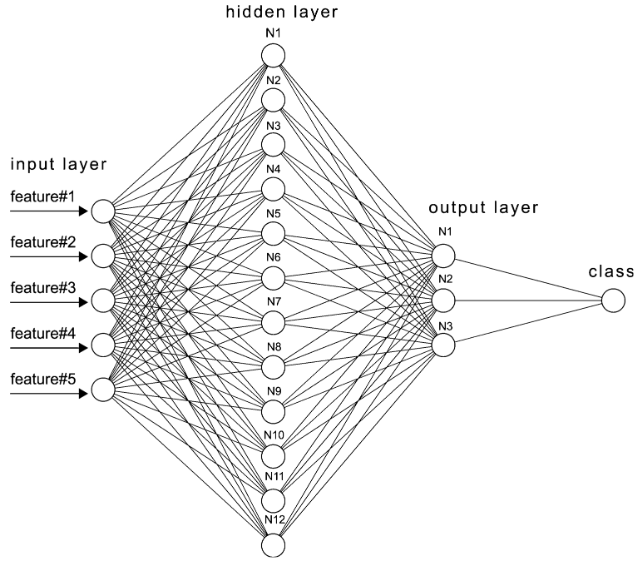 hidden layer
N1
N2
N3
N4
N5
N6
N7
N8
N9
N10
N11
N12
input layer
feature#1
feature#2
feature#3
feature#4
feature#5
output layer
N1
N2
N3
class